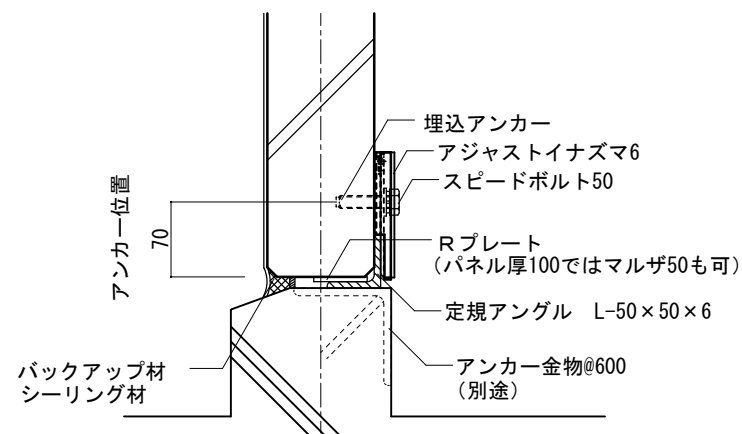 埋込アンカー
アジャストイナズマ6
スピードボルト50
アンカー位置
70
Rプレート
(パネル厚100ではマルザ50も可)
定規アングル L-50×50×6
アンカー金物@600
(別途)
バックアップ材
シーリング材